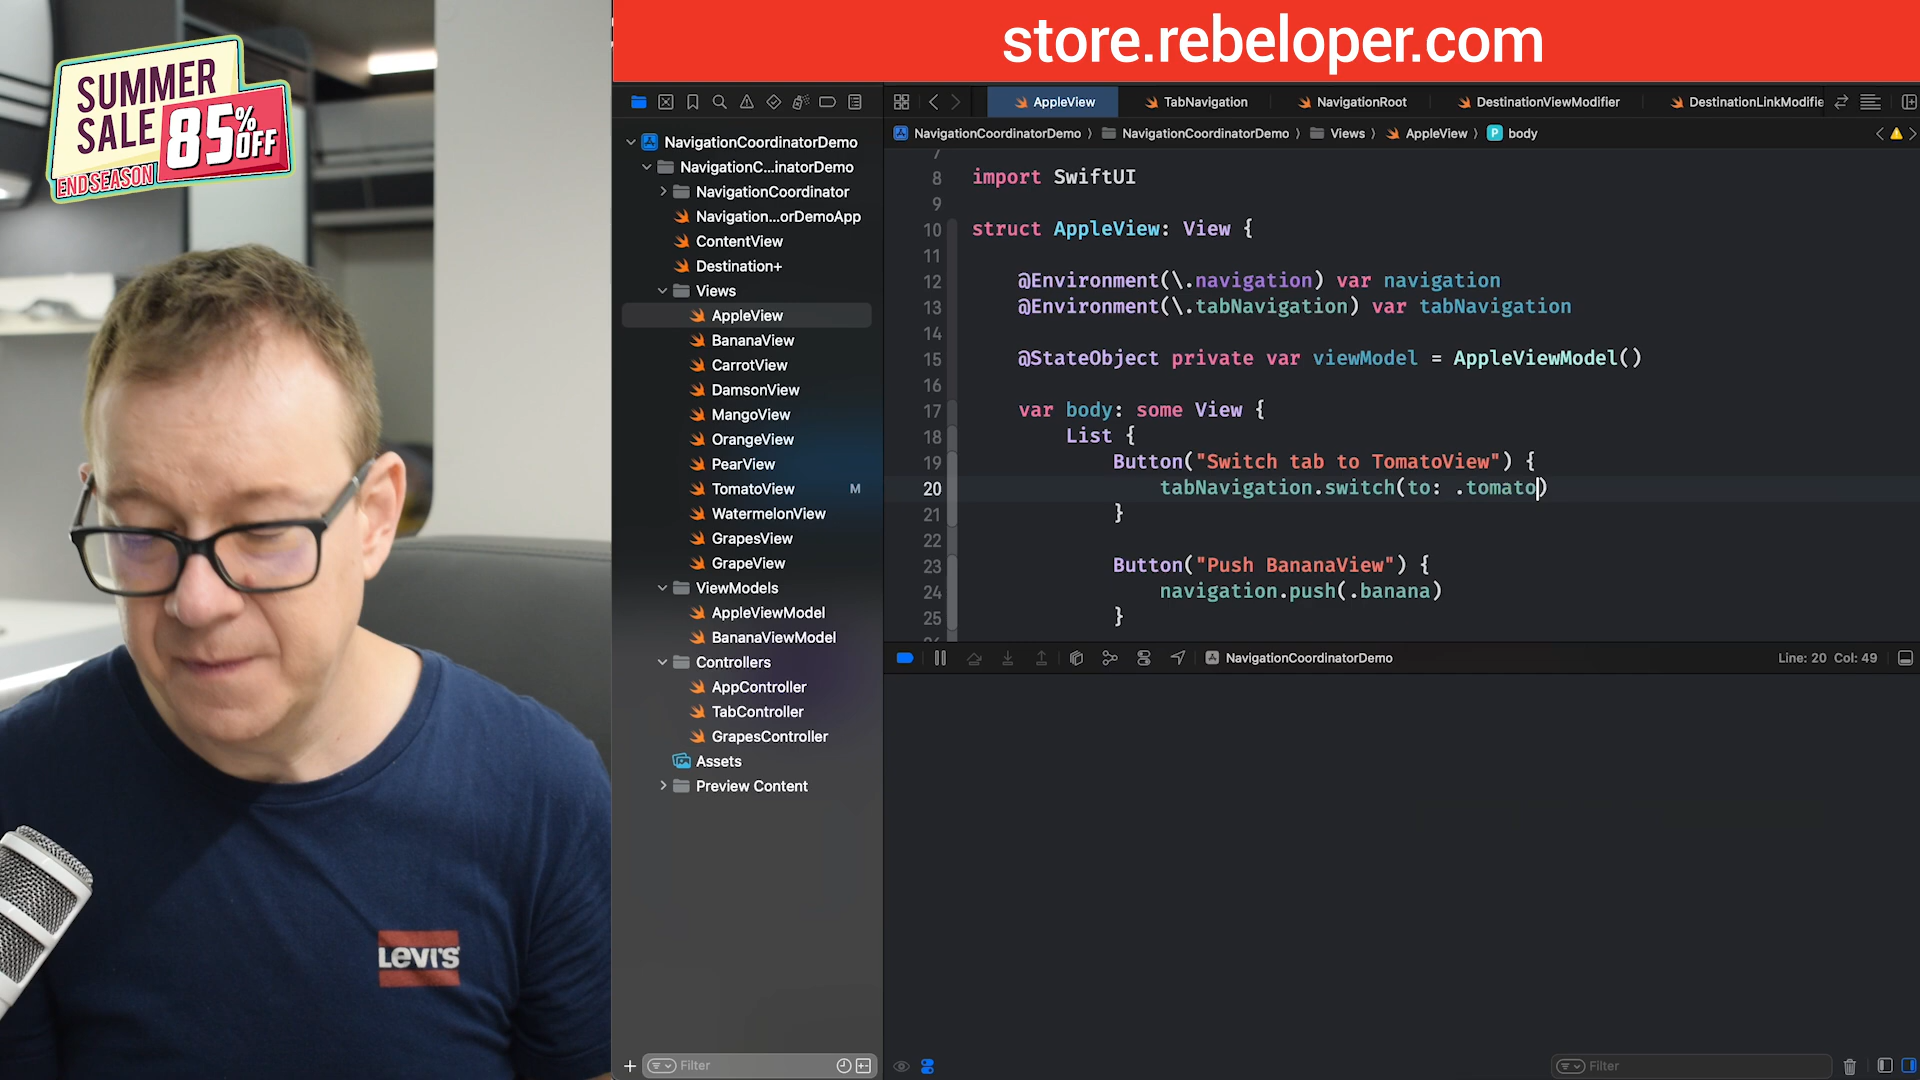 store.rebeloper.com
SUMMER
SALE
85% OFF
END SEASON
LEVI'S
NavigationCoordinatorDemo
NavigationC...inatorDemo
NavigationCoordinator
Navigation...orDemoApp
ContentView
Destination+
Views
AppleView
BananaView
CarrotView
DamsonView
MangoView
OrangeView
PearView
TomatoView M
WatermelonView
GrapesView
GrapeView
ViewModels
AppleViewModel
BananaViewModel
Controllers
AppController
TabController
GrapesController
Assets
Preview Content
Filter
AppleView TabNavigation NavigationRoot DestinationViewModifier DestinationLinkModifie
NavigationCoordinatorDemo NavigationCoordinatorDemo Views AppleView P body
7
8 import SwiftUI
9
10 struct AppleView: View {
11
12 @Environment(\.navigation) var navigation
13 @Environment(\.tabNavigation) var tabNavigation
14
15 @StateObject private var viewModel = AppleViewModel()
16
17 var body: some View {
18 List {
19 Button("Switch tab to TomatoView") {
20 tabNavigation.switch(to: .tomato)
21 }
22
23 Button("Push BananaView") {
24 navigation.push(.banana)
25 }
NavigationCoordinatorDemo Line: 20 Col: 49
Filter